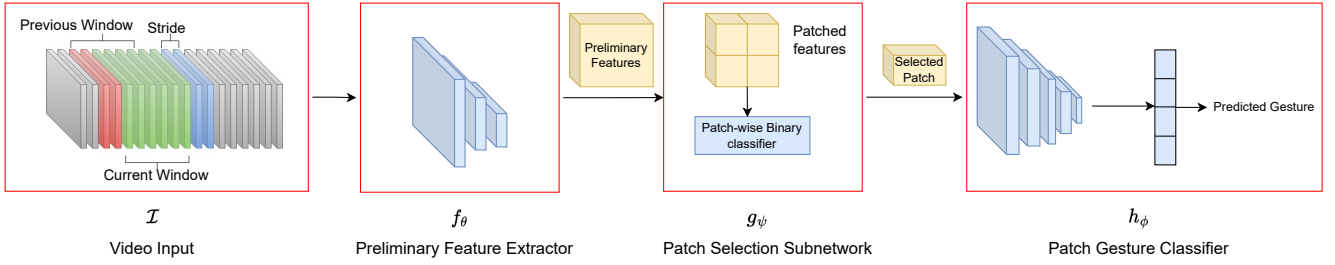 Previous Window
Stride
Current Window
Preliminary
Features
Patched
features
Patch-wise Binary
classifier
Selected
Patch
Predicted Gesture
𝓘
f_θ
g_ψ
h_ϕ
Video Input
Preliminary Feature Extractor
Patch Selection Subnetwork
Patch Gesture Classifier